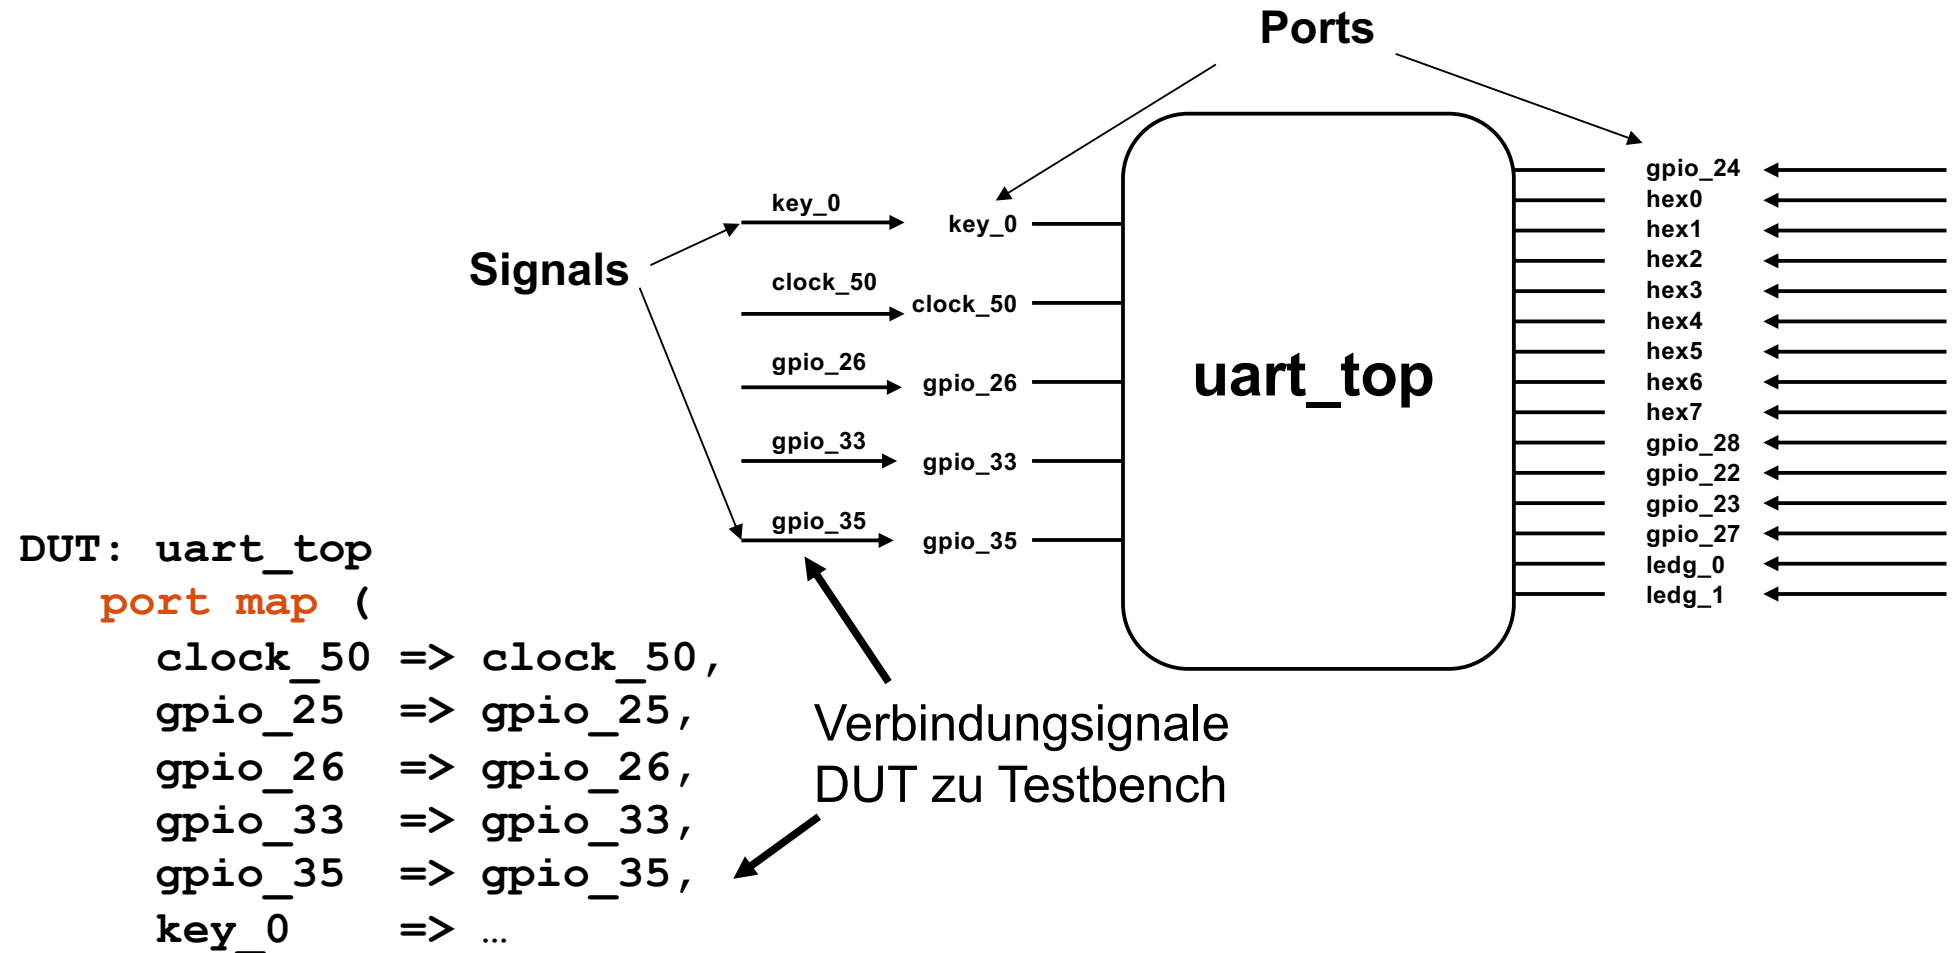 Ports
Signals
key_0
clock_50
gpio_26
gpio_33
gpio_35
key_0
clock_50
gpio_26
gpio_33
gpio_35
uart_top
gpio_24
hex0
hex1
hex2
hex3
hex4
hex5
hex6
hex7
gpio_28
gpio_22
gpio_23
gpio_27
ledg_0
ledg_1
DUT: uart_top
port map (
clock_50 => clock_50,
gpio_25 => gpio_25,
gpio_26 => gpio_26,
gpio_33 => gpio_33,
gpio_35 => gpio_35,
key_0 => …
Verbindungsignale
DUT zu Testbench